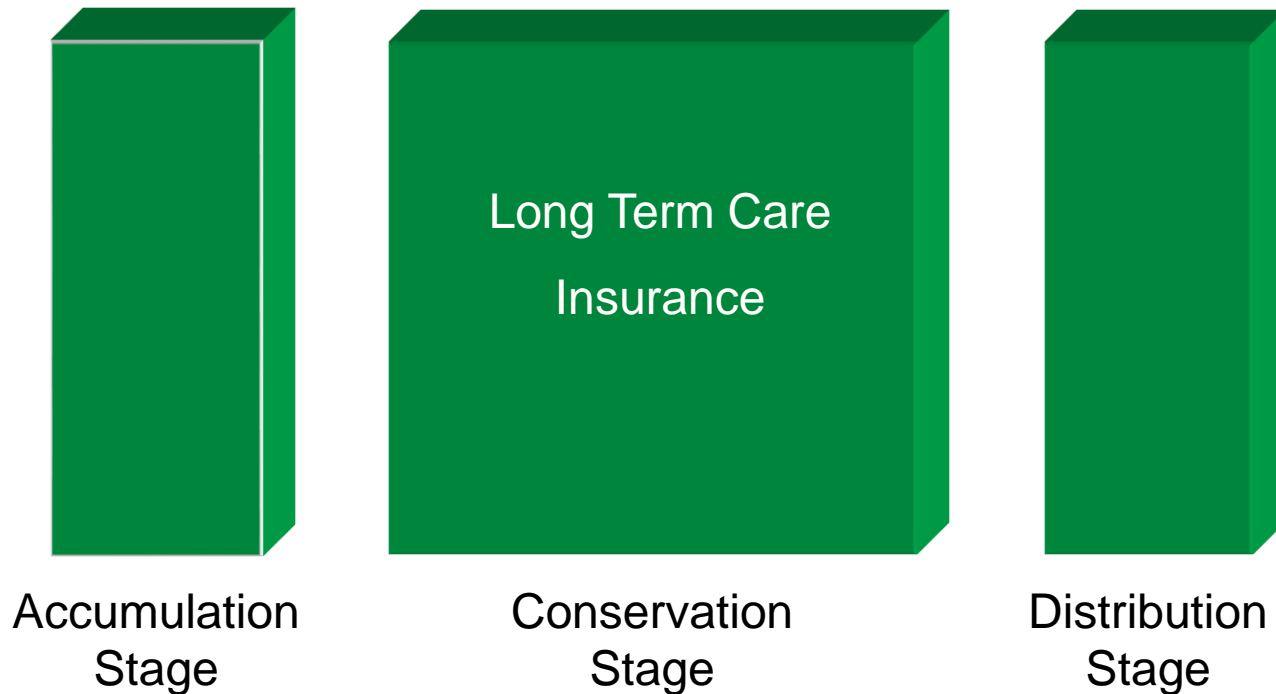 Long Term Care
Insurance
Accumulation
Stage
Conservation
Stage
Distribution
Stage